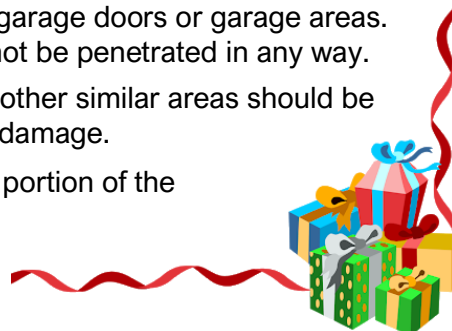 garage doors or garage areas.
not be penetrated in any way.
other similar areas should be
damage.
portion of the